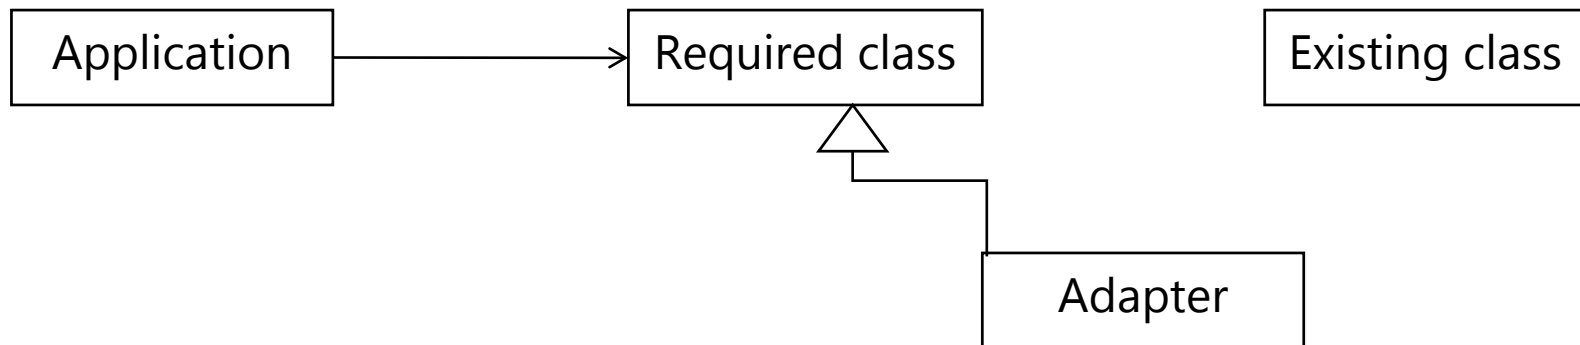 Application
Required class
Existing class
Adapter